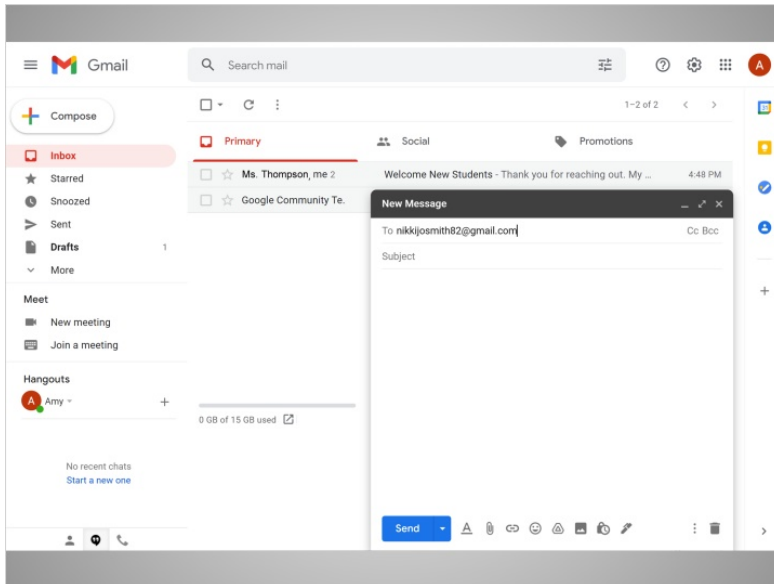 Gmail
Search mail
A
Compose
1–2 of 2
Primary
Social
Promotions
Inbox
Ms. Thompson, me 2
Welcome New Students - Thank you for reaching out. My ...
4:48 PM
Starred
Google Community Te.
Snoozed
New Message
Sent
To nikkijosmith82@gmail.com
Cc Bcc
Drafts
1
Subject
More
Meet
New meeting
Join a meeting
Hangouts
A
Amy
0 GB of 15 GB used
No recent chats
Start a new one
Send
A